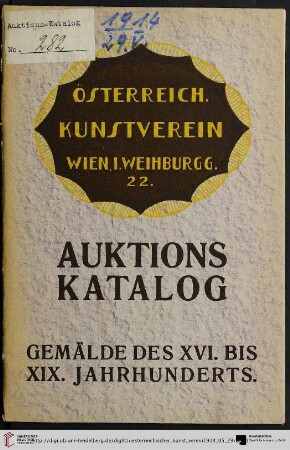 Auktions-Katalog
No. 282
1914
29.V.
ÖSTERREICH.
KUNSTVEREIN
WIEN, I. WEIHBURGG.
22.
AUKTIONS
KATALOG
GEMÄLDE DES XVI. BIS
XIX. JAHRHUNDERTS.